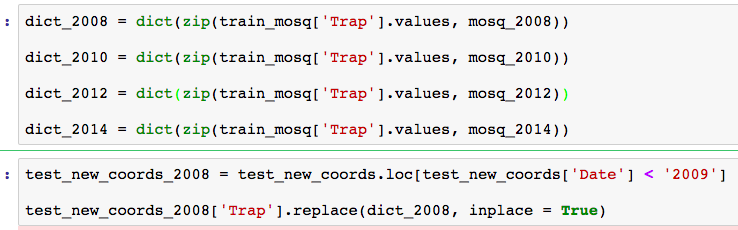 : dict_2008 = dict(zip(train_mosq['Trap'].values, mosq_2008))
dict_2010 = dict(zip(train_mosq['Trap'].values, mosq_2010))
dict_2012 = dict(zip(train_mosq['Trap'].values, mosq_2012))
dict_2014 = dict(zip(train_mosq['Trap'].values, mosq_2014))
: test_new_coords_2008 = test_new_coords.loc[test_new_coords['Date'] < '2009']
test_new_coords_2008['Trap'].replace(dict_2008, inplace = True)